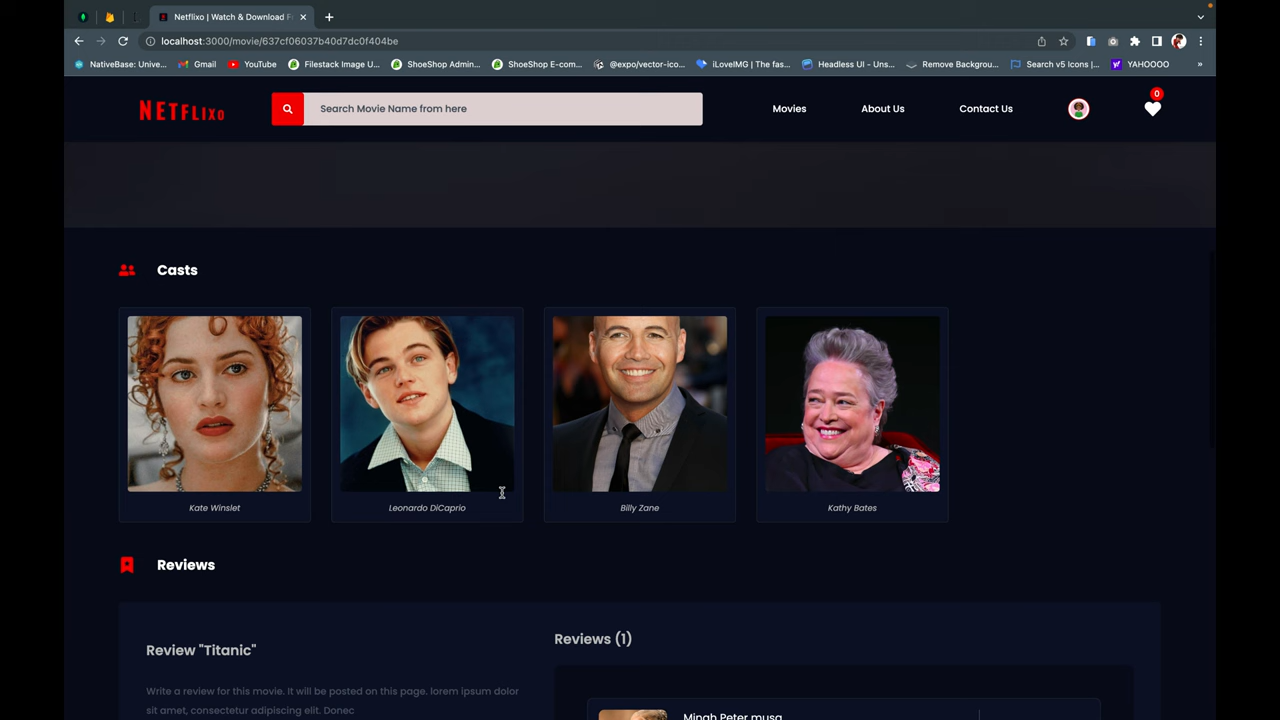 Netflixo | Watch & Download F
localhost:3000/movie/637cf06037b40d7dc0f404be
NativeBase: Unive...
Gmail
YouTube
Filestack Image U...
ShoeShop Admin,...
ShoeShop E-com...
@expo/vector-ico...
iLoveIMG | The fas...
Headless UI - Uns...
Remove Backgrou...
Search v5 Icons |...
YAHOOOO
»
NETFLIXO
Search Movie Name from here
Movies
About Us
Contact Us
0
Casts
Kate Winslet
Leonardo DiCaprio
Billy Zane
Kathy Bates
Reviews
Review "Titanic"
Write a review for this movie. It will be posted on this page. lorem ipsum dolor
sit amet, consectetur adipiscing elit. Donec
Reviews (1)
Minah Peter musa